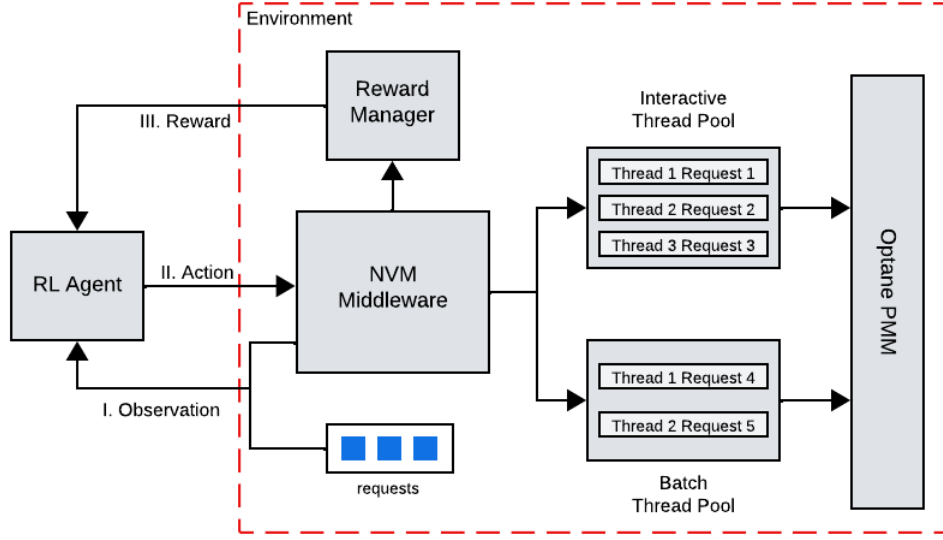 Environment
Reward
Manager
III. Reward
Interactive
Thread Pool
Thread 1 Request 1
Thread 2 Request 2
Thread 3 Request 3
RL Agent
II. Action
NVM
Middleware
Optane PMM
I. Observation
Thread 1 Request 4
Thread 2 Request 5
requests
Batch
Thread Pool